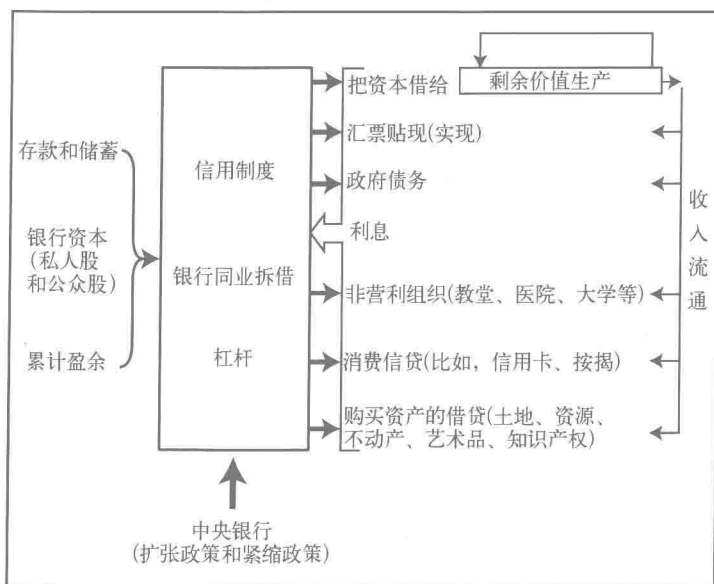 把资本借给
剩余价值生产
汇票贴现(实现)
存款和储蓄
信用制度
政府债务
收入流通
银行资本
(私人股
和公众股)
利息
银行同业拆借
非营利组织(教堂、医院、大学等)
累计盈余
杠杆
消费信贷(比如，信用卡、按揭)
购买资产的借贷(土地、资源、
不动产、艺术品、知识产权)
中央银行
(扩张政策和紧缩政策)